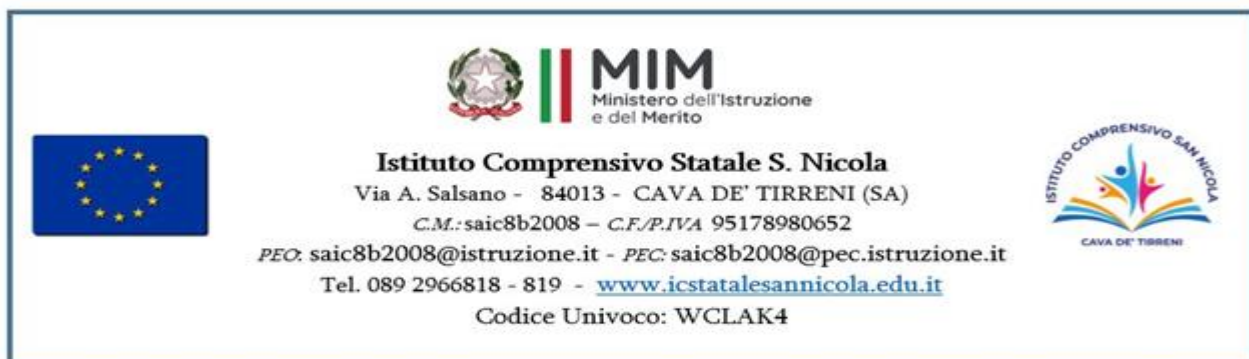 MIM
Ministero dell'Istruzione
e del Merito
Istituto Comprensivo Statale S. Nicola
Via A. Salsano - 84013 - CAVA DE' TIRRENI (SA)
C.M.: saic8b2008 – C.F./P.IVA 95178980652
PEO: saic8b2008@istruzione.it - PEC: saic8b2008@pec.istruzione.it
Tel. 089 2966818 - 819 - www.icstatalesannicola.edu.it
Codice Univoco: WCLAK4
ISTITUTO COMPRENSIVO SAN NICOLA
CAVA DE' TIRRENI